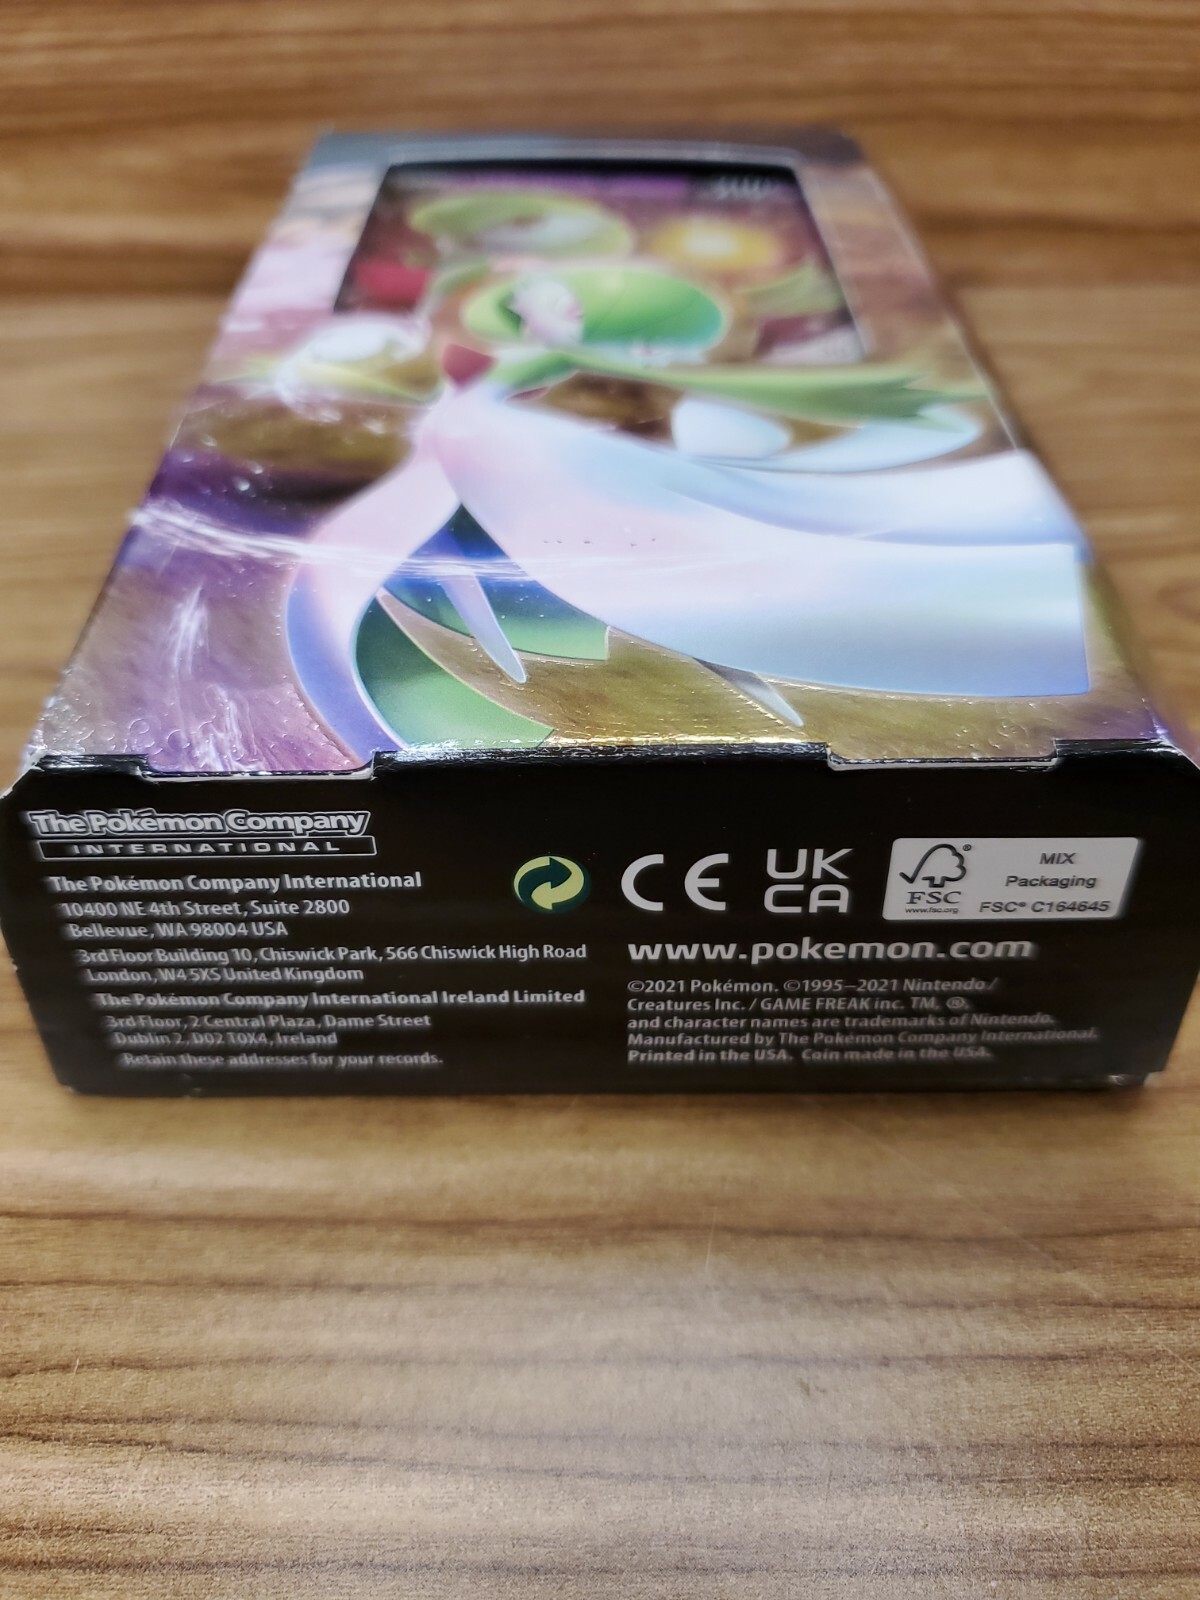 The Pokémon Company
INTERNATIONAL
The Pokémon Company International
10400 NE 4th Street, Suite 2800
Bellevue, WA 98004 USA
3rd Floor Building 10, Chiswick Park, 566 Chiswick High Road
London, W4 5XS United Kingdom
The Pokémon Company International Ireland Limited
3rd Floor, 2 Central Plaza, Dame Street
Dublin 2, D02 T0X4, Ireland
Retain these addresses for your records.
CE
UK
CA
FSC®
www.fsc.org
MIX
Packaging
FSC® C164645
www.pokemon.com
©2021 Pokémon. ©1995–2021 Nintendo/
Creatures Inc. / GAME FREAK inc. TM, ®,
and character names are trademarks of Nintendo.
Manufactured by The Pokémon Company International.
Printed in the USA. Coin made in the USA.